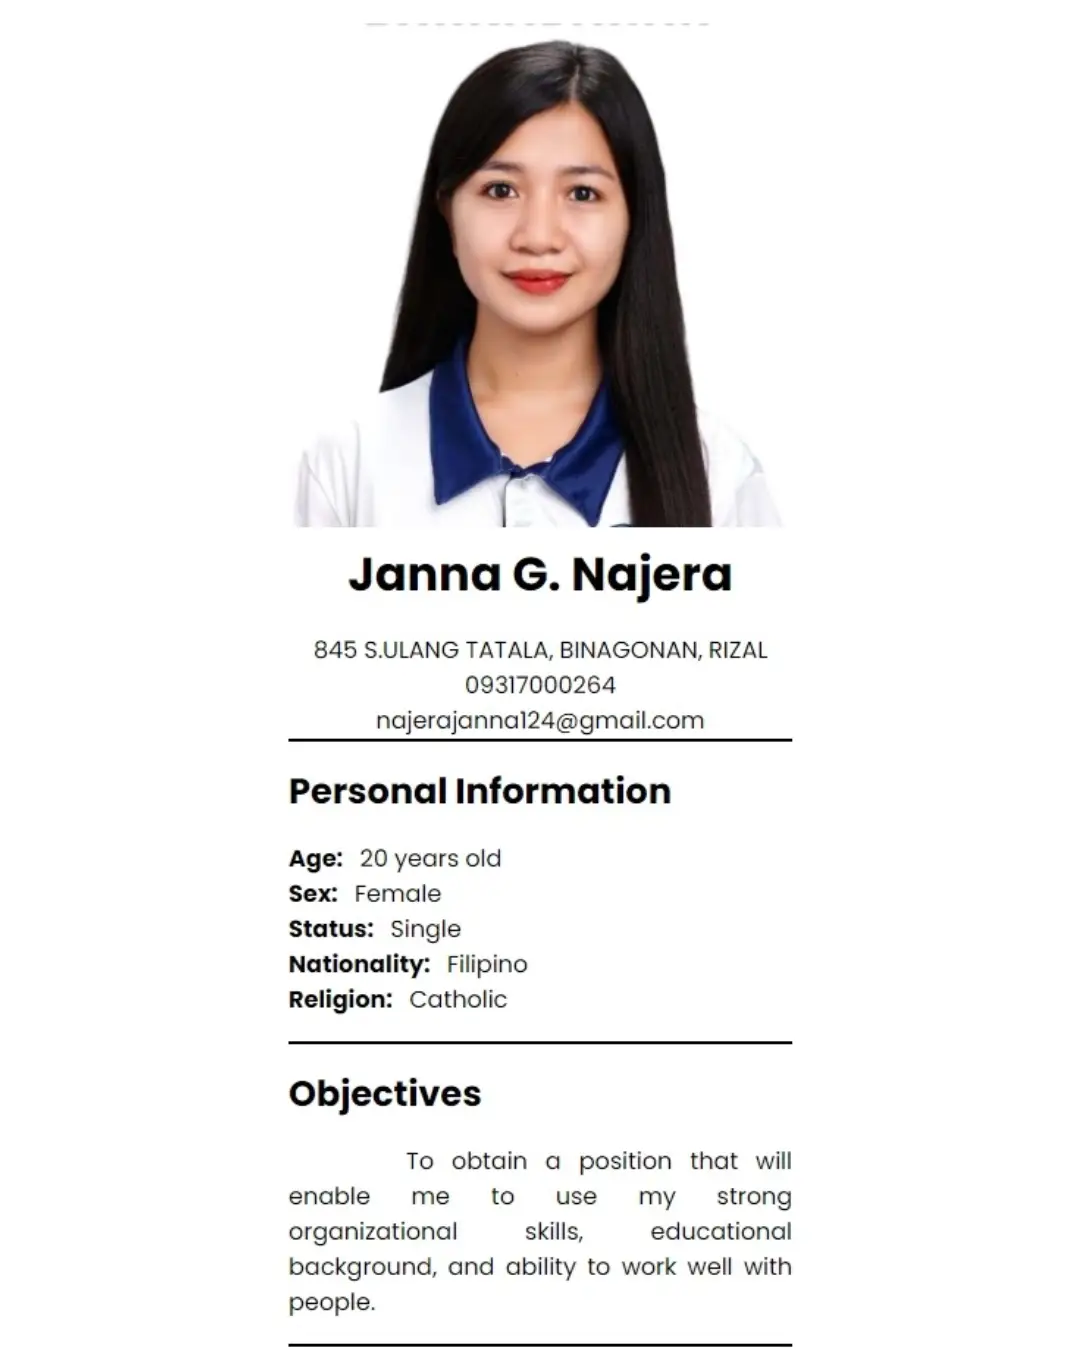 Janna G. Najera
845 S.ULANG TATALA, BINAGONAN, RIZAL
09317000264
najerajanna124@gmail.com
Personal Information
Age: 20 years old
Sex: Female
Status: Single
Nationality: Filipino
Religion: Catholic
Objectives
To obtain a position that will
enable me to use my strong
organizational skills, educational
background, and ability to work well with
people.